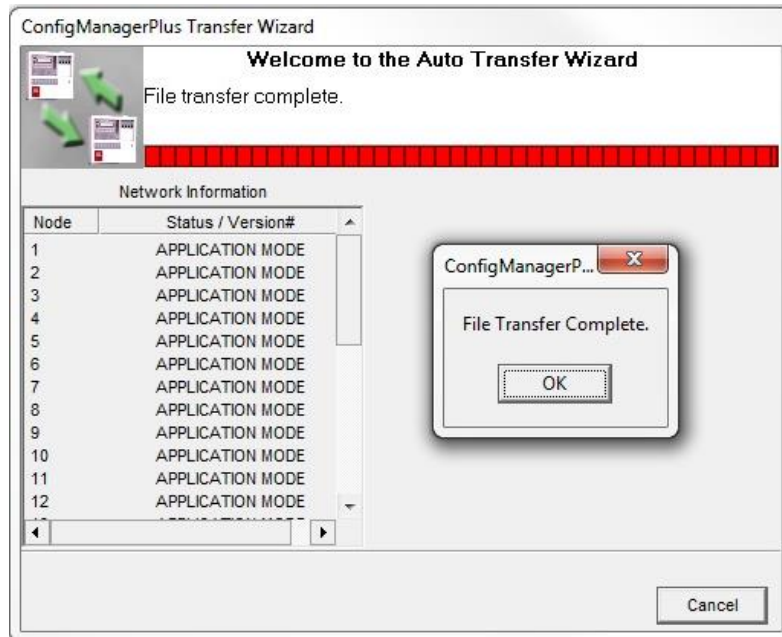 ConfigManagerPlus Transfer Wizard
Welcome to the Auto Transfer Wizard
File transfer complete.
Network Information
Node Status / Version#
1 APPLICATION MODE
2 APPLICATION MODE
3 APPLICATION MODE
4 APPLICATION MODE
5 APPLICATION MODE
6 APPLICATION MODE
7 APPLICATION MODE
8 APPLICATION MODE
9 APPLICATION MODE
10 APPLICATION MODE
11 APPLICATION MODE
12 APPLICATION MODE
ConfigManagerP...
File Transfer Complete.
OK
Cancel